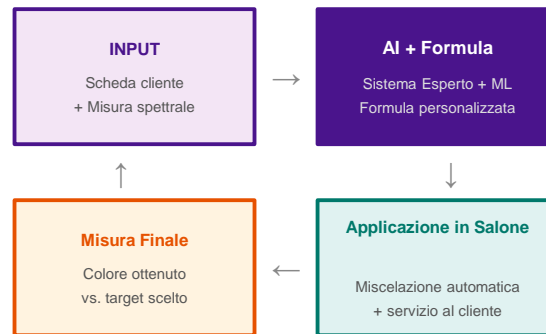 INPUT
Scheda cliente
+ Misura spettrale
→
AI + Formula
Sistema Esperto + ML
Formula personalizzata
↓
Applicazione in Salone
Miscelazione automatica
+ servizio al cliente
←
Misura Finale
Colore ottenuto
vs. target scelto
↑